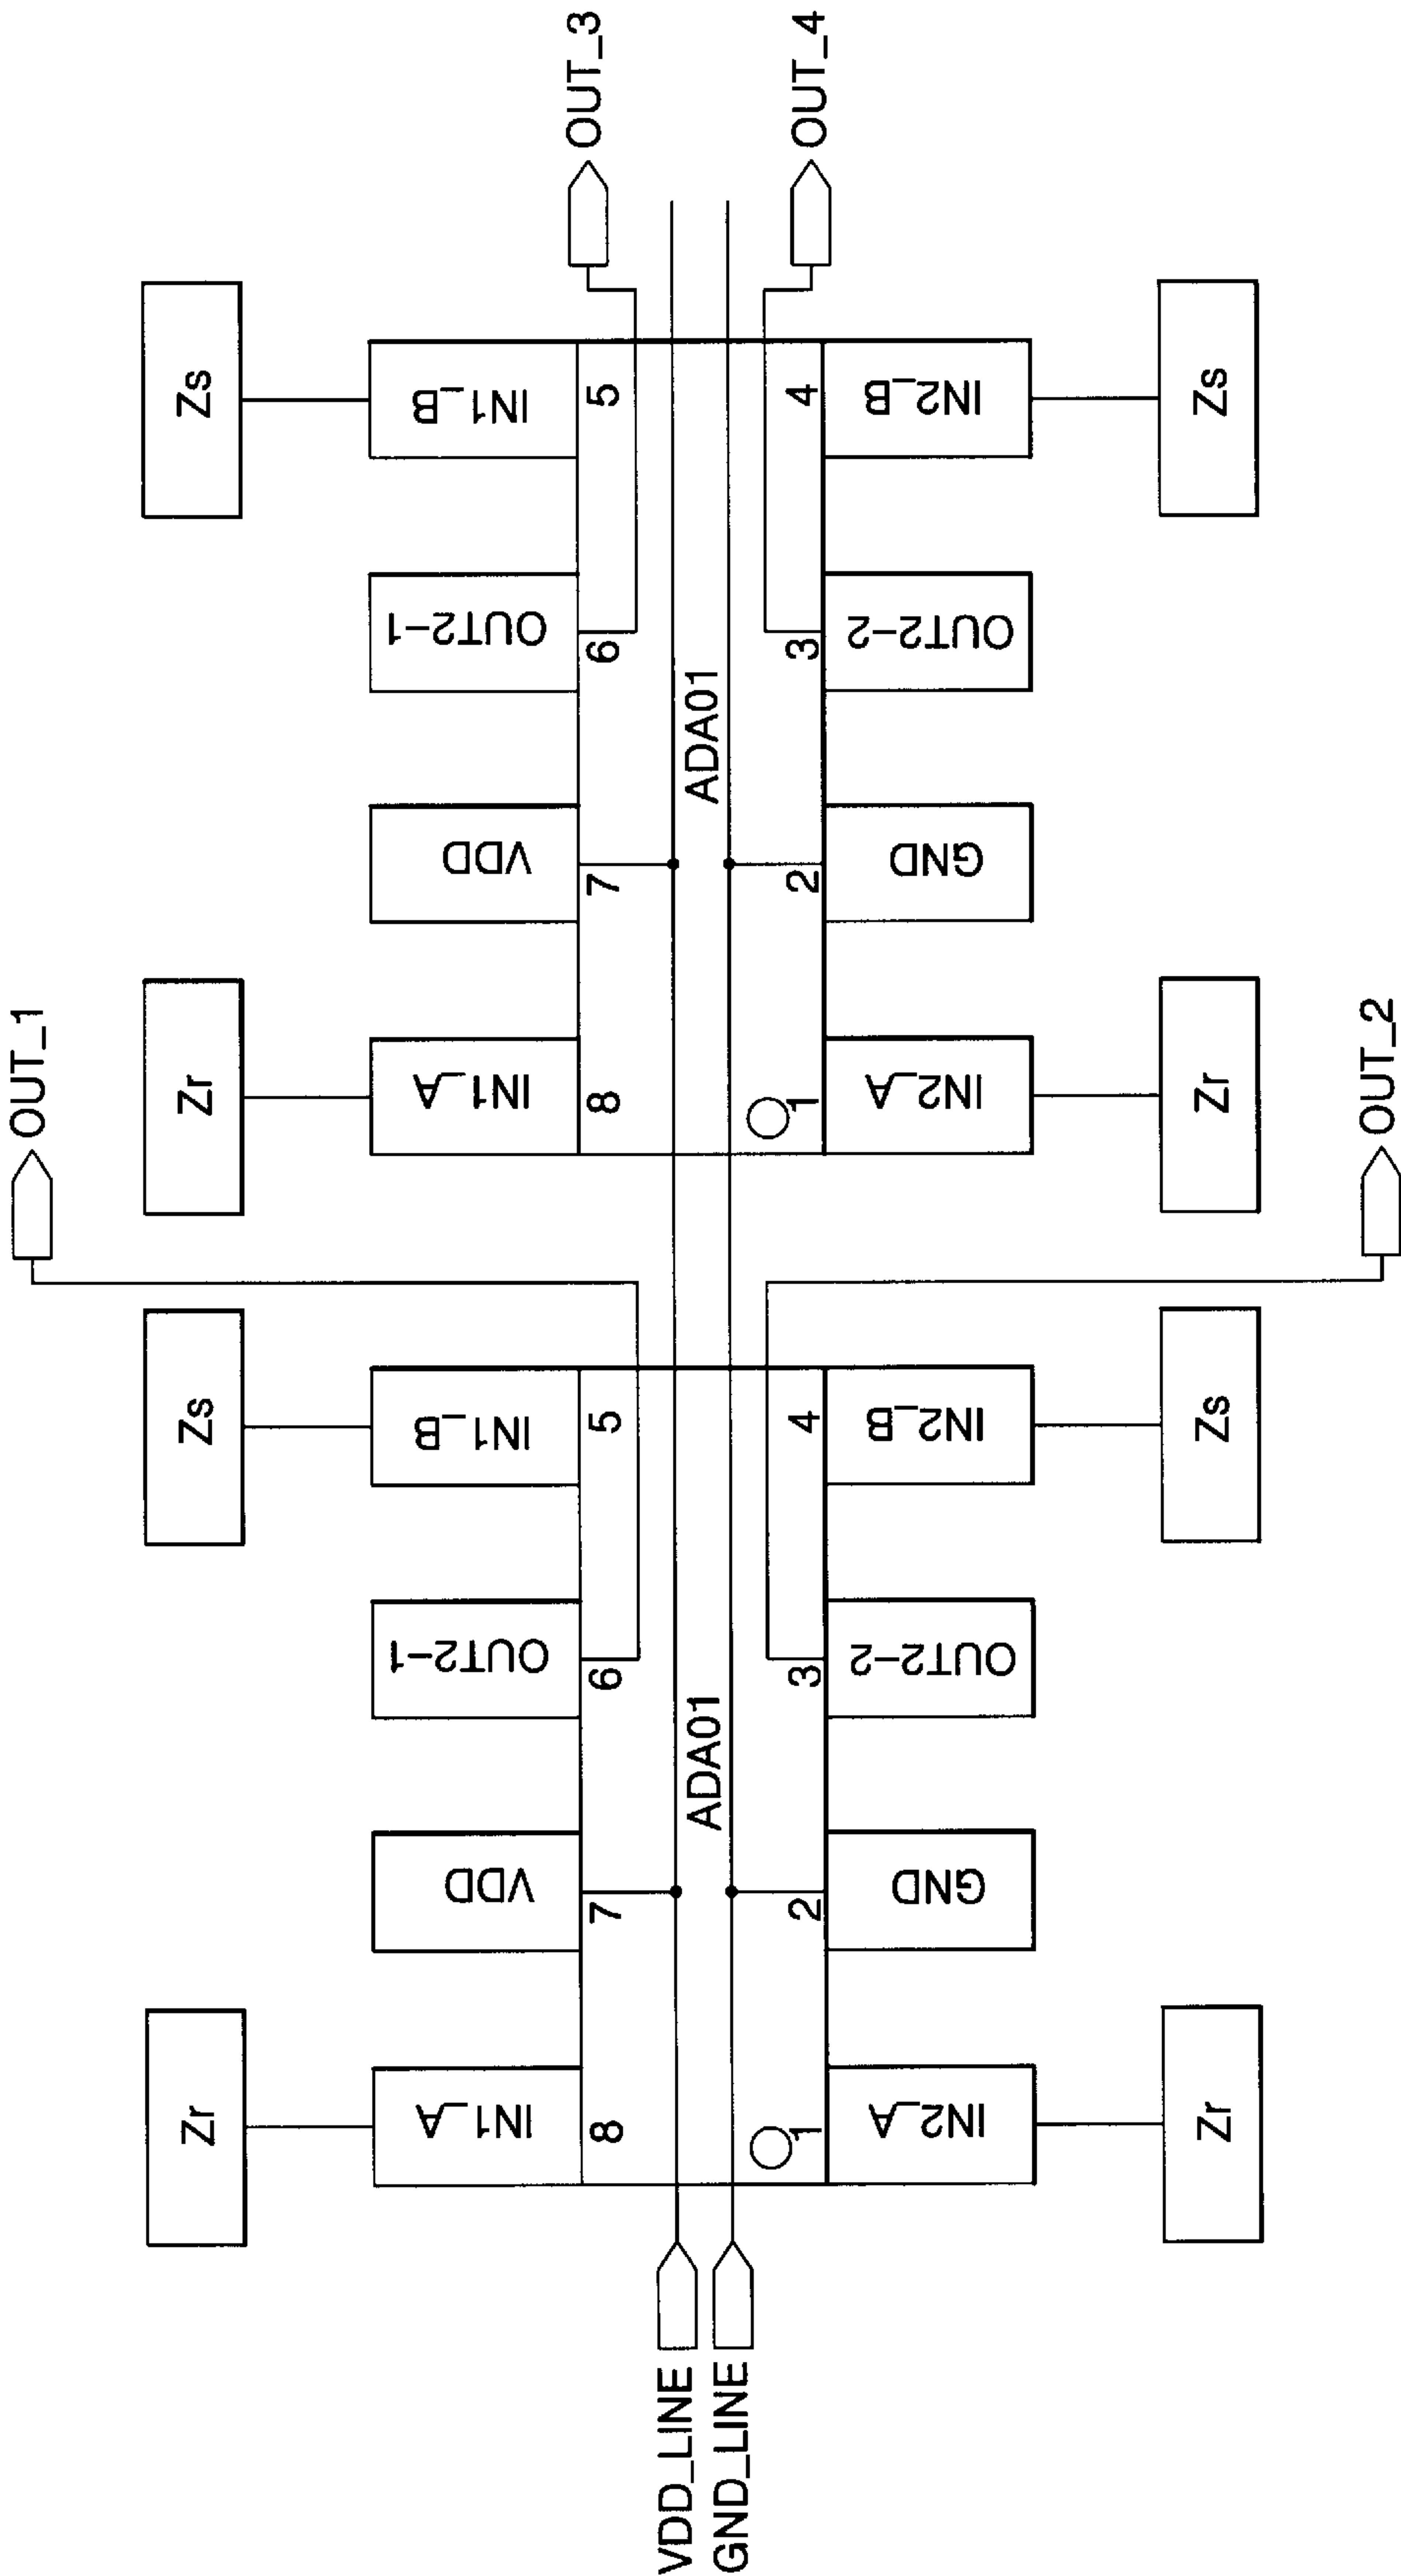 OUT_1
OUT_3
Zr
Zs
Zr
Zs
IN1_A
VDD
OUT2-1
IN1_B
IN1_A
VDD
OUT2-1
IN1_B
8
7
6
5
8
7
6
5
VDD_LINE
ADA01
ADA01
GND_LINE
1
2
3
4
1
2
3
4
IN2_A
GND
OUT2-2
IN2_B
IN2_A
GND
OUT2-2
IN2_B
OUT_4
Zr
Zs
Zr
Zs
OUT_2